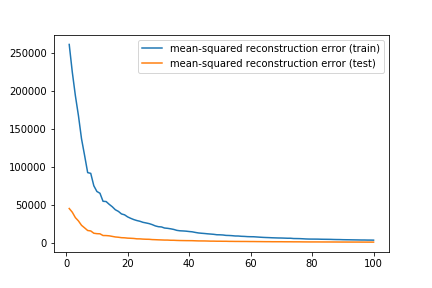 mean-squared reconstruction error (train)
mean-squared reconstruction error (test)
250000
200000
150000
100000
50000
0
0 20 40 60 80 100